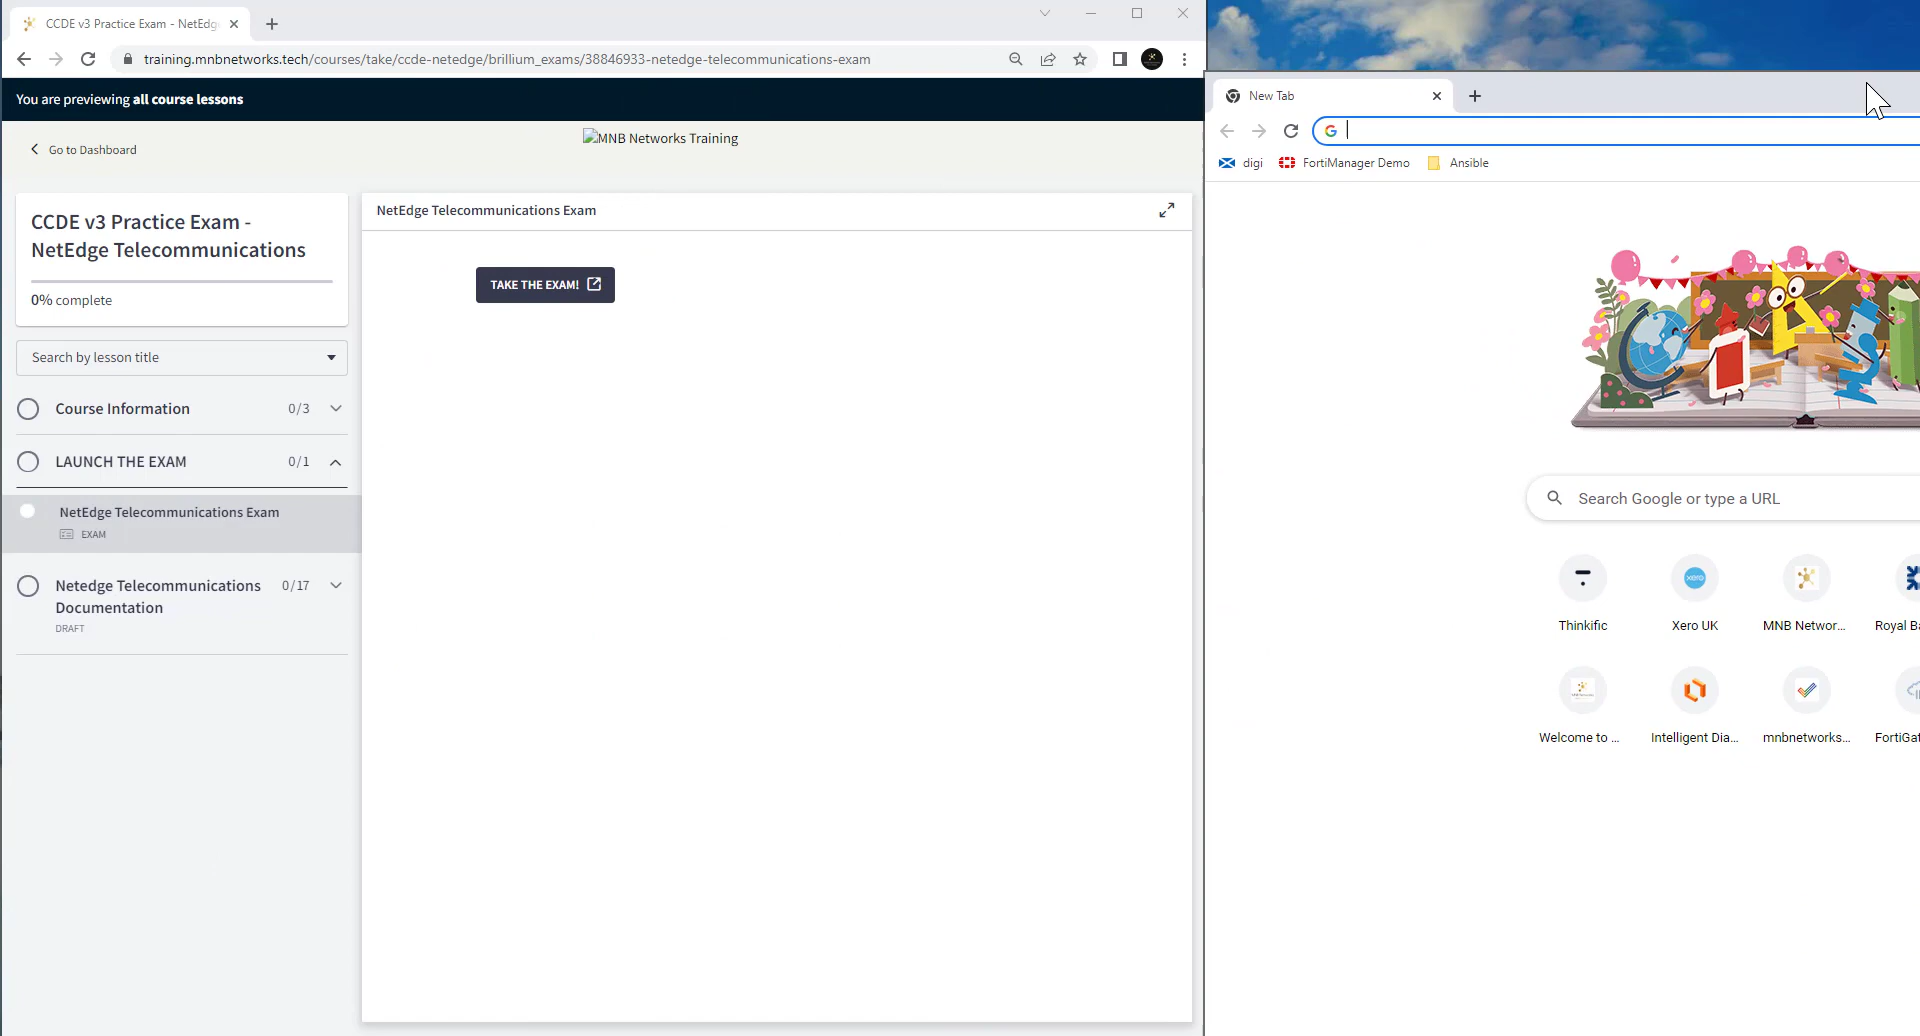 CCDE v3 Practice Exam - NetEdg
training.mnbnetworks.tech/courses/take/ccde-netedge/brillium_exams/38846933-netedge-telecommunications-exam
You are previewing all course lessons
Go to Dashboard
MNB Networks Training
CCDE v3 Practice Exam -
NetEdge Telecommunications
0% complete
Search by lesson title
Course Information 0/3
LAUNCH THE EXAM 0/1
NetEdge Telecommunications Exam
EXAM
Netedge Telecommunications 0/17
Documentation
DRAFT
NetEdge Telecommunications Exam
TAKE THE EXAM!
New Tab
digi FortiManager Demo Ansible
Search Google or type a URL
Thinkific Xero UK MNB Networ... Royal Ba
Welcome to ... Intelligent Dia... mnbnetworks... FortiGat